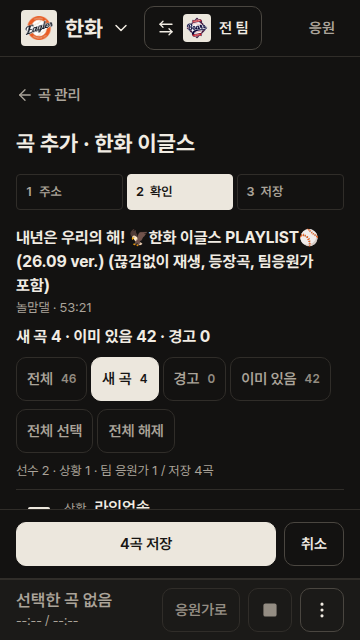 Eagles 한화 Bears 전 팀 응원
← 곡 관리
곡 추가 · 한화 이글스
1 주소 2 확인 3 저장
내년은 우리의 해! 🦅한화 이글스 PLAYLIST⚾
(26.09 ver.) (끊김없이 재생, 등장곡, 팀응원가
포함)
놀맘댈 · 53:21
새 곡 4 · 이미 있음 42 · 경고 0
전체 46 새 곡 4 경고 0 이미 있음 42
전체 선택 전체 해제
선수 2 · 상황 1 · 팀 응원가 1 / 저장 4곡
4곡 저장 취소
선택한 곡 없음
--:-- / --:--
응원가로